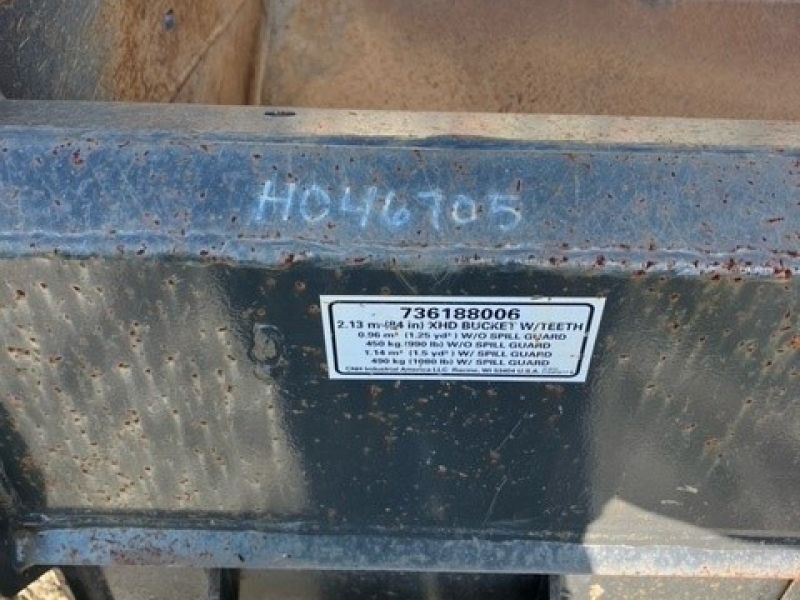 H046705
736188006
2.13 m (84 in) XHD BUCKET W/TEETH
0.96 m³ (1.25 yd³) W/O SPILL GUARD
450 kg (990 lb) W/O SPILL GUARD
1.14 m³ (1.5 yd³) W/ SPILL GUARD
490 kg (1080 lb) W/ SPILL GUARD
CNH Industrial America LLC Racine, WI 53404 U.S.A.